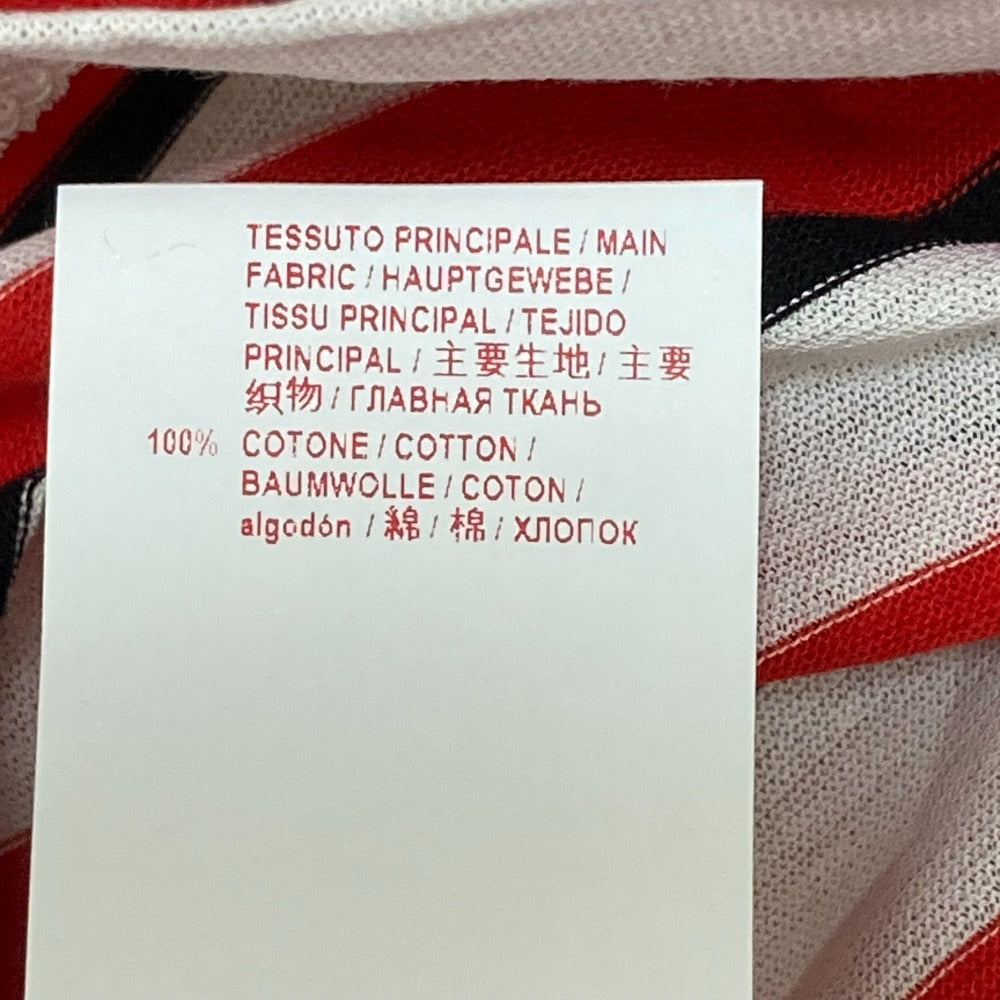 TESSUTO PRINCIPALE / MAIN
FABRIC / HAUPTGEWEBE /
TISSU PRINCIPAL / TEJIDO
PRINCIPAL / 主要生地 / 主要
织物 / ГЛАВНАЯ ТКАНЬ
100% COTONE / COTTON /
BAUMWOLLE / COTON /
algodón / 綿 / 棉 / ХЛОПОК